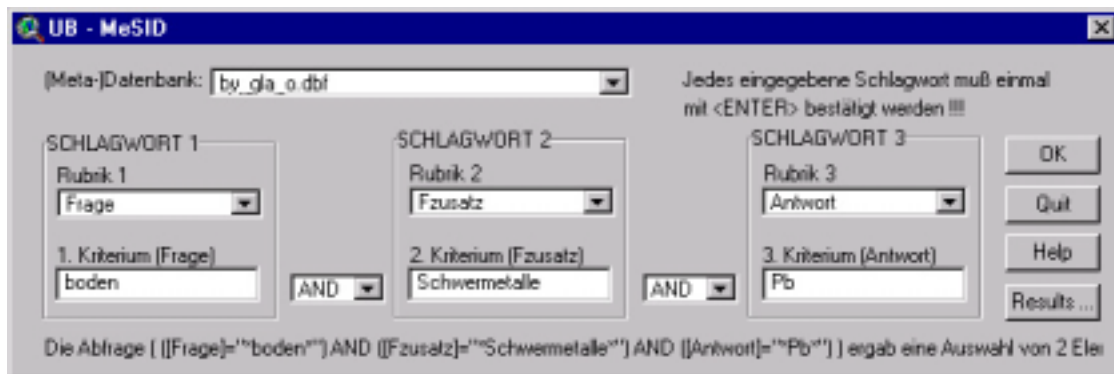 UB - MeSID
(Meta-)Datenbank: by_gla_o.dbf
Jedes eingegebene Schlagwort muß einmal
mit <ENTER> bestätigt werden !!!
SCHLAGWORT 1
Rubrik 1
Frage
1. Kriterium (Frage)
boden
AND
SCHLAGWORT 2
Rubrik 2
Fzusatz
2. Kriterium (Fzusatz)
Schwermetalle
AND
SCHLAGWORT 3
Rubrik 3
Antwort
3. Kriterium (Antwort)
Pb
OK
Quit
Help
Results ...
Die Abfrage ( ([Frage]="*boden*") AND ([Fzusatz]="*Schwermetalle*") AND ([Antwort]="*Pb*") ) ergab eine Auswahl von 2 Eler